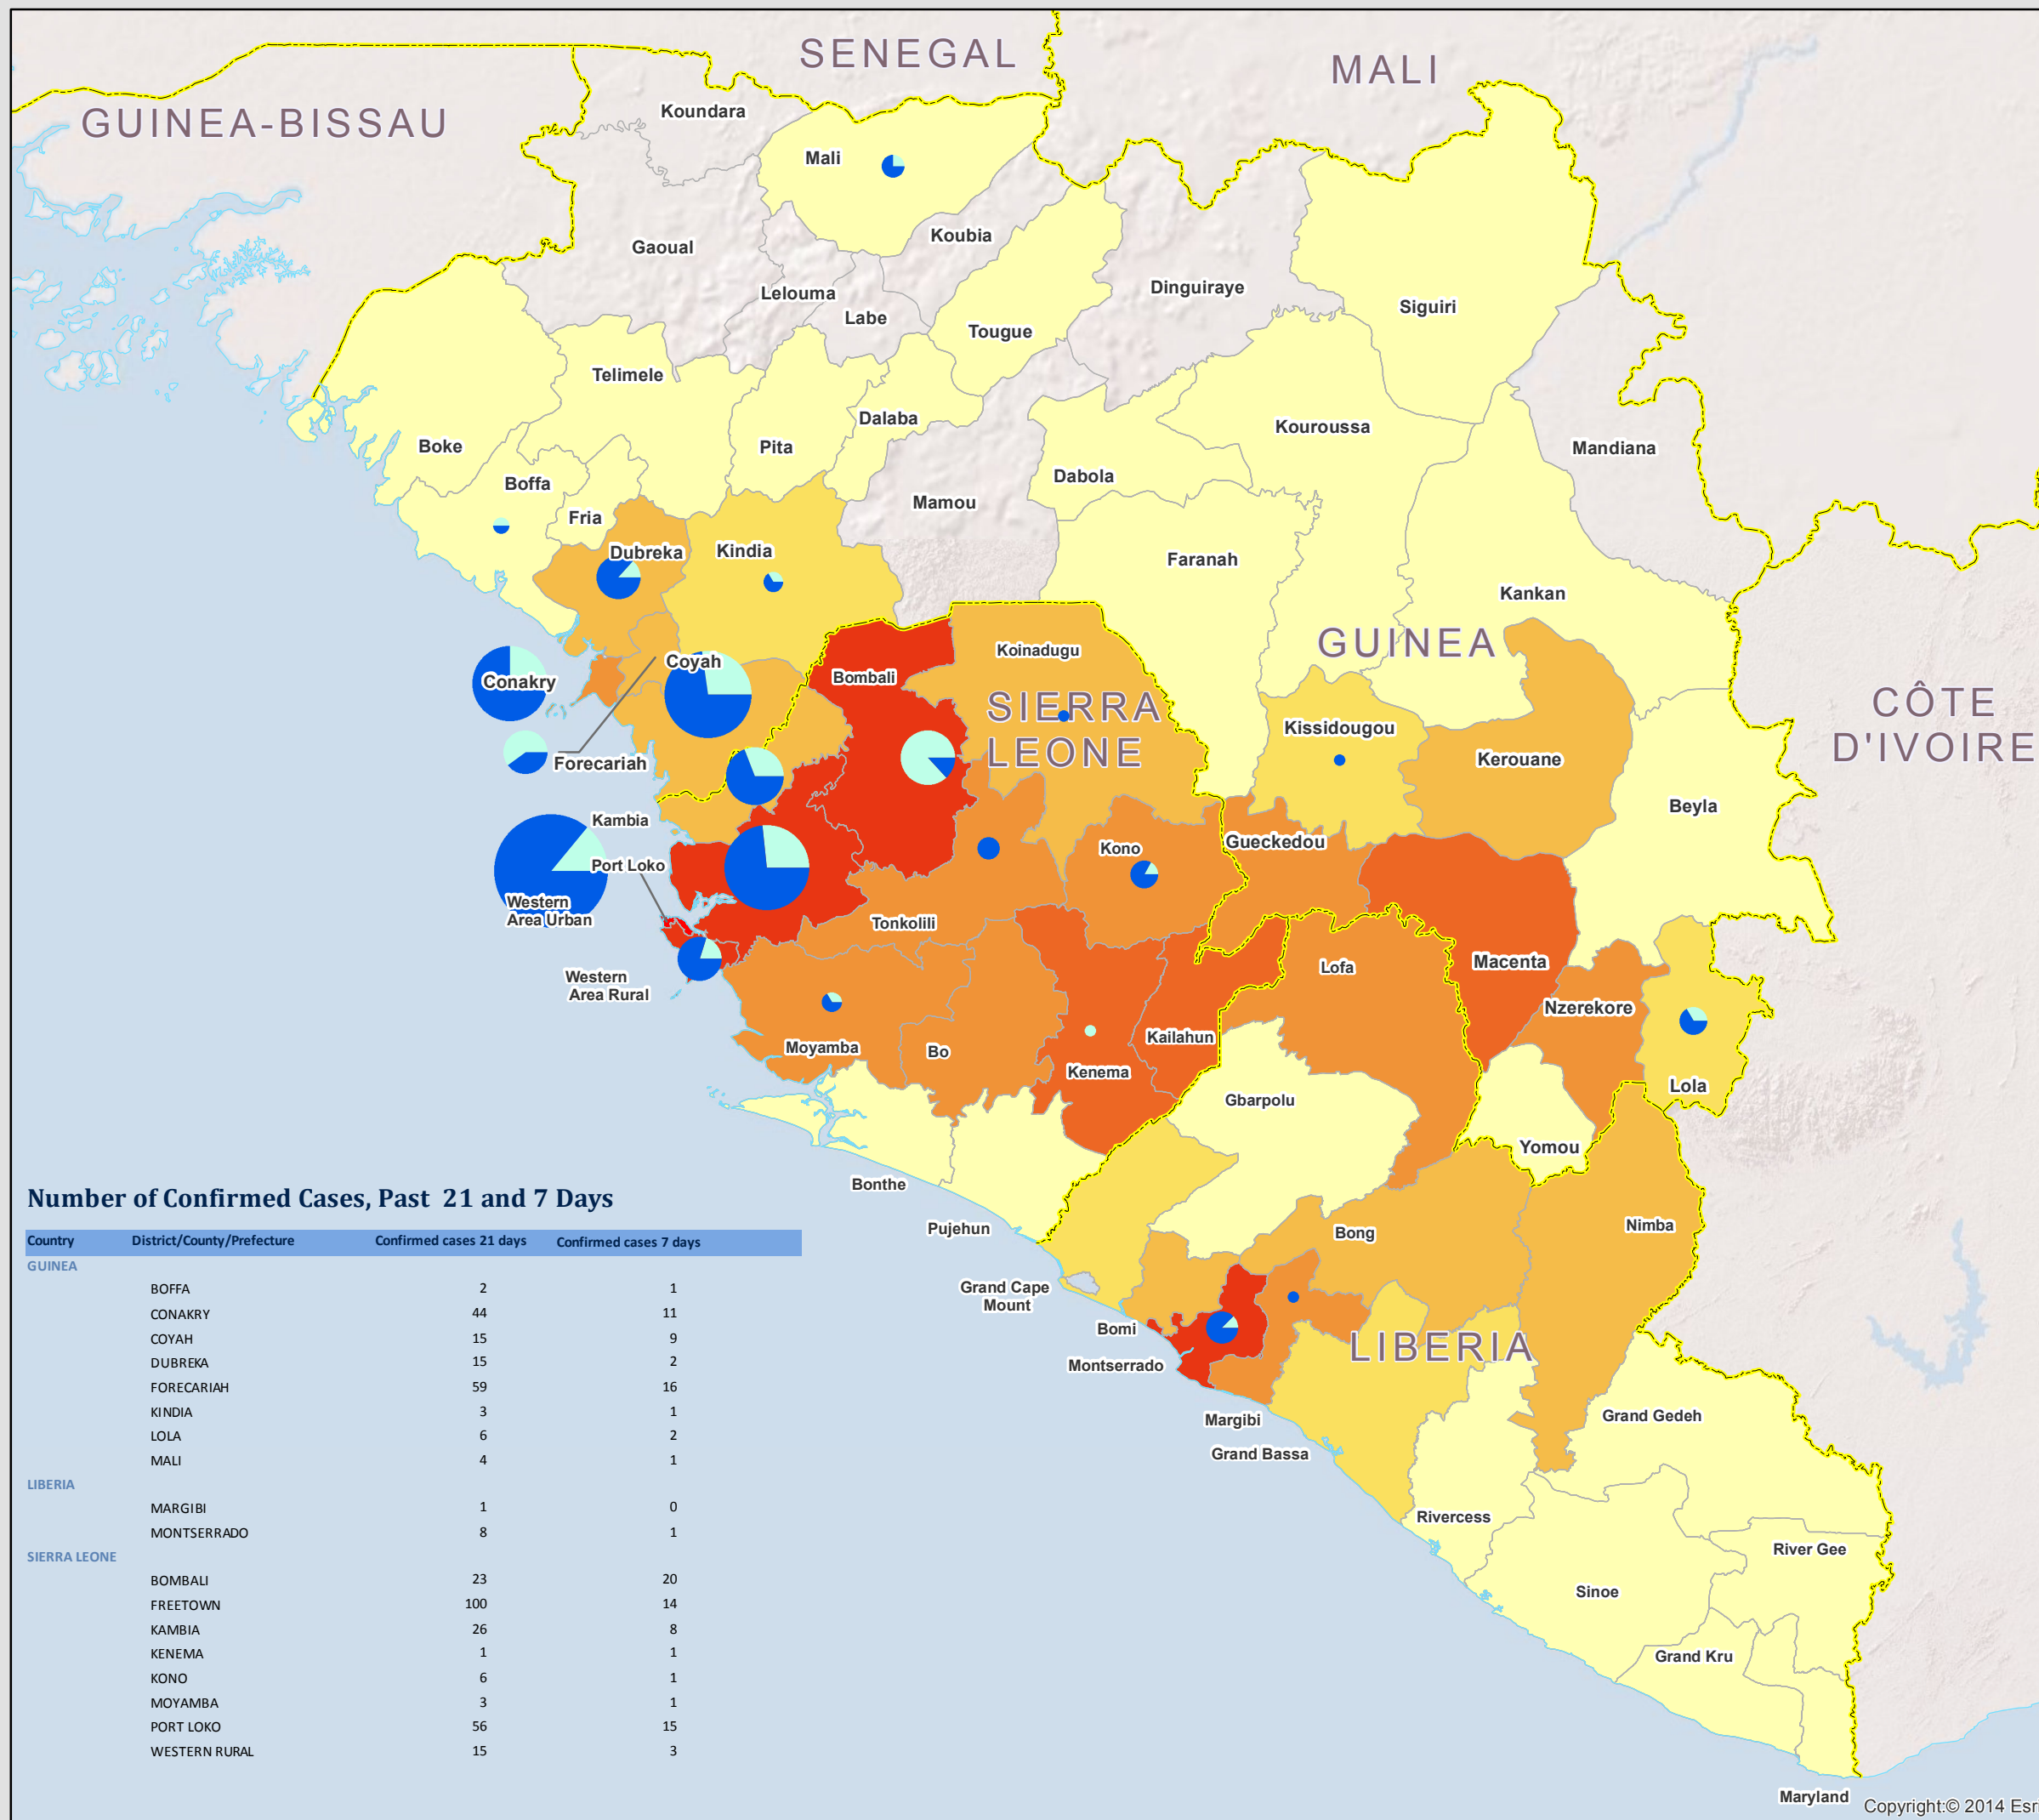 SENEGAL
MALI
GUINEA-BISSAU
Koundara
Mali
Koubia
Gaoual
Lelouma
Dinguiraye
Siguiri
Labe
Tougue
Telimele
Dalaba
Kouroussa
Boke
Pita
Mandiana
Dabola
Boffa
Mamou
Fria
Dubreka
Kindia
Faranah
Kankan
GUINEA
Koinadugu
Coyah
Bombali
Conakry
SIERRA
LEONE
CÔTE
D'IVOIRE
Kissidougou
Kerouane
Forecariah
Beyla
Kambia
Gueckedou
Kono
Port Loko
Western
Area Urban
Tonkolili
Macenta
Lofa
Western
Area Rural
Nzerekore
Kailahun
Moyamba
Bo
Kenema
Lola
Gbarpolu
Yomou
Bonthe
Pujehun
Nimba
Bong
Grand Cape
Mount
Bomi
LIBERIA
Montserrado
Margibi
Grand Gedeh
Grand Bassa
Rivercess
River Gee
Sinoe
Grand Kru
Maryland
Number of Confirmed Cases, Past 21 and 7 Days
Country District/County/Prefecture Confirmed cases 21 days Confirmed cases 7 days
GUINEA
BOFFA 2 1
CONAKRY 44 11
COYAH 15 9
DUBREKA 15 2
FORECARIAH 59 16
KINDIA 3 1
LOLA 6 2
MALI 4 1
LIBERIA
MARGIBI 1 0
MONTSERRADO 8 1
SIERRA LEONE
BOMBALI 23 20
FREETOWN 100 14
KAMBIA 26 8
KENEMA 1 1
KONO 6 1
MOYAMBA 3 1
PORT LOKO 56 15
WESTERN RURAL 15 3
Copyright:© 2014 Esr